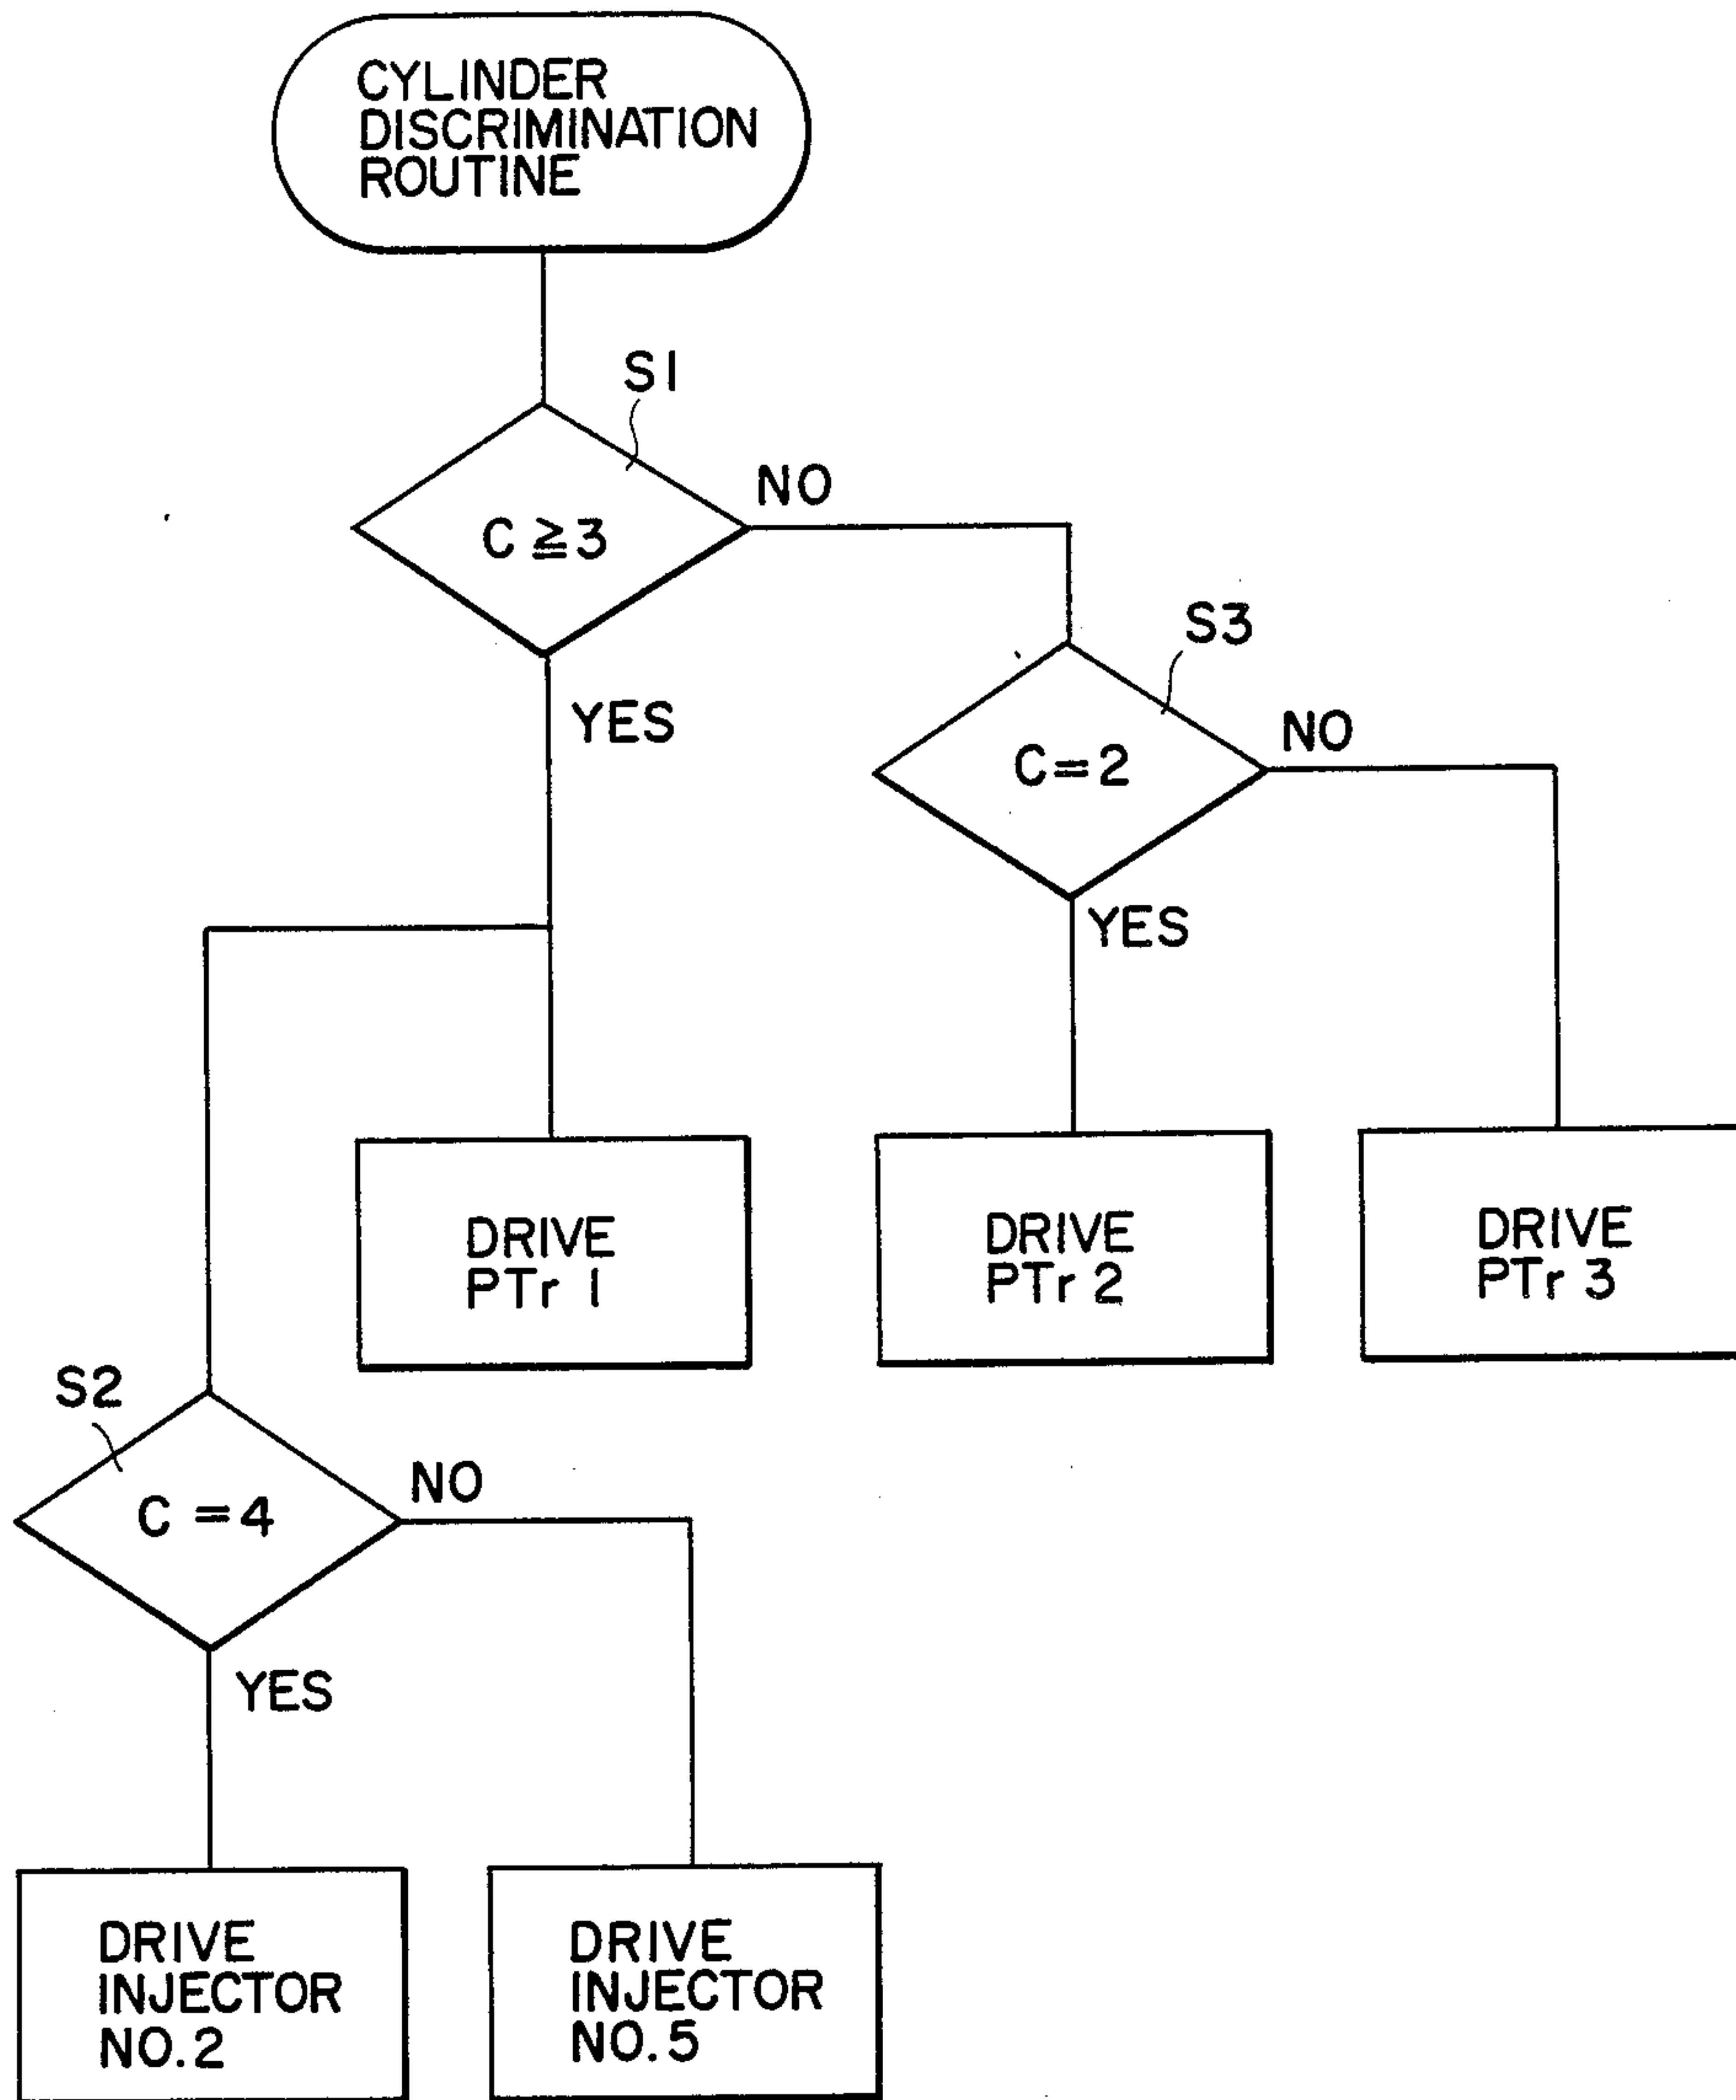 CYLINDER
DISCRIMINATION
ROUTINE
S1
C ≧ 3
NO
YES
S3
C=2
NO
YES
DRIVE
PTr 1
DRIVE
PTr 2
DRIVE
PTr 3
S2
C = 4
NO
YES
DRIVE
INJECTOR
NO. 2
DRIVE
INJECTOR
NO. 5